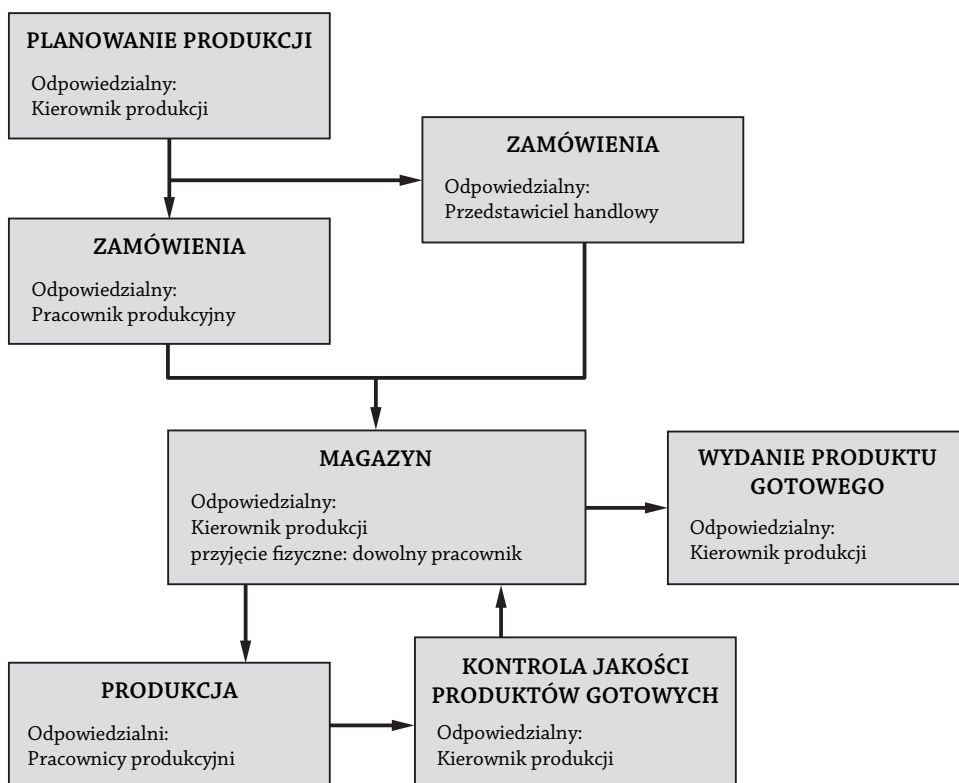 PLANOWANIE PRODUKCJI
Odpowiedzialny:
Kierownik produkcji
ZAMÓWIENIA
Odpowiedzialny:
Przedstawiciel handlowy
ZAMÓWIENIA
Odpowiedzialny:
Pracownik produkcyjny
MAGAZYN
Odpowiedzialny:
Kierownik produkcji
przyjęcie fizyczne: dowolny pracownik
WYDANIE PRODUKTU
GOTOWEGO
Odpowiedzialny:
Kierownik produkcji
PRODUKCJA
Odpowiedzialni:
Pracownicy produkcyjni
KONTROLA JAKOŚCI
PRODUKTÓW GOTOWYCH
Odpowiedzialny:
Kierownik produkcji